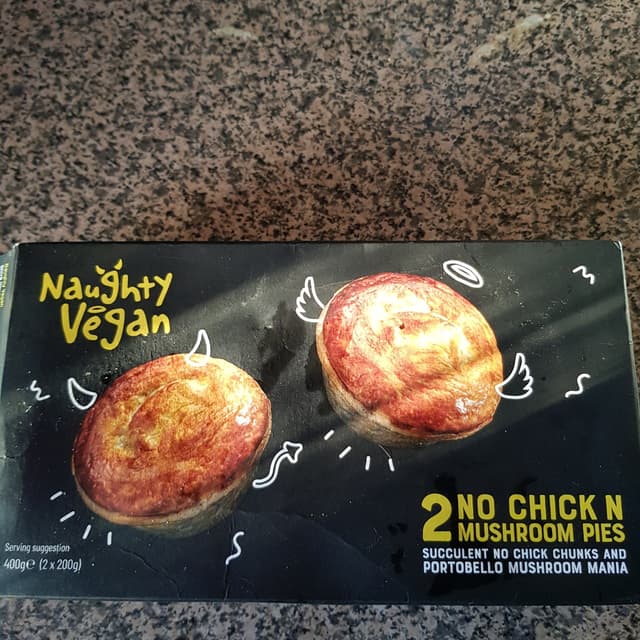 Naughty
Vegan
2 NO CHICK N
MUSHROOM PIES
SUCCULENT NO CHICK CHUNKS AND
PORTOBELLO MUSHROOM MANIA
Serving suggestion
400g℮ (2 x 200g)